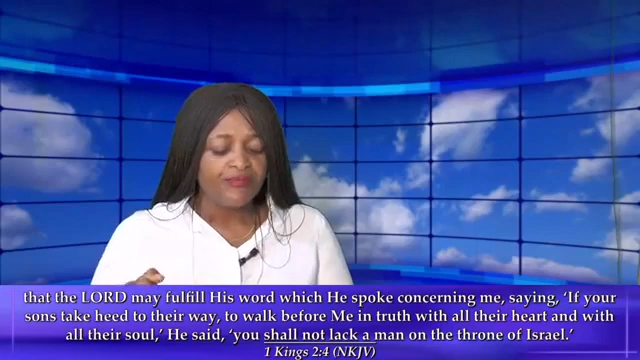 that the LORD may fulfill His word which He spoke concerning me, saying, ‘If your
sons take heed to their way, to walk before Me in truth with all their heart and with
all their soul,’ He said, ‘you shall not lack a man on the throne of Israel.’
1 Kings 2:4 (NKJV)